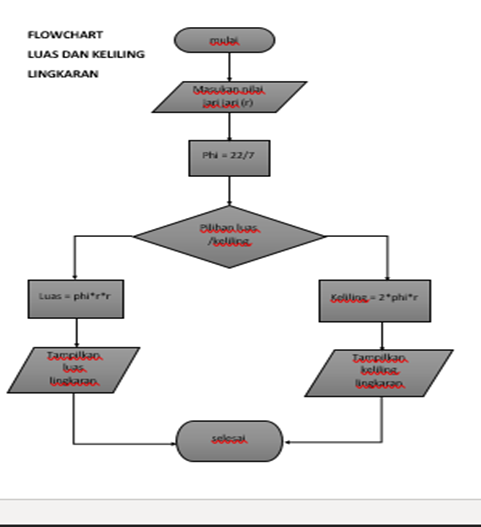 FLOWCHART
LUAS DAN KELILING
LINGKARAN
mulai
Masukan nilai
jari jari (r)
Phi = 22/7
Pilihan luas
/keliling
Luas = phi*r*r
Keliling = 2*phi*r
Tampilkan
luas
lingkaran
Tampilkan
keliling
lingkaran
selesai